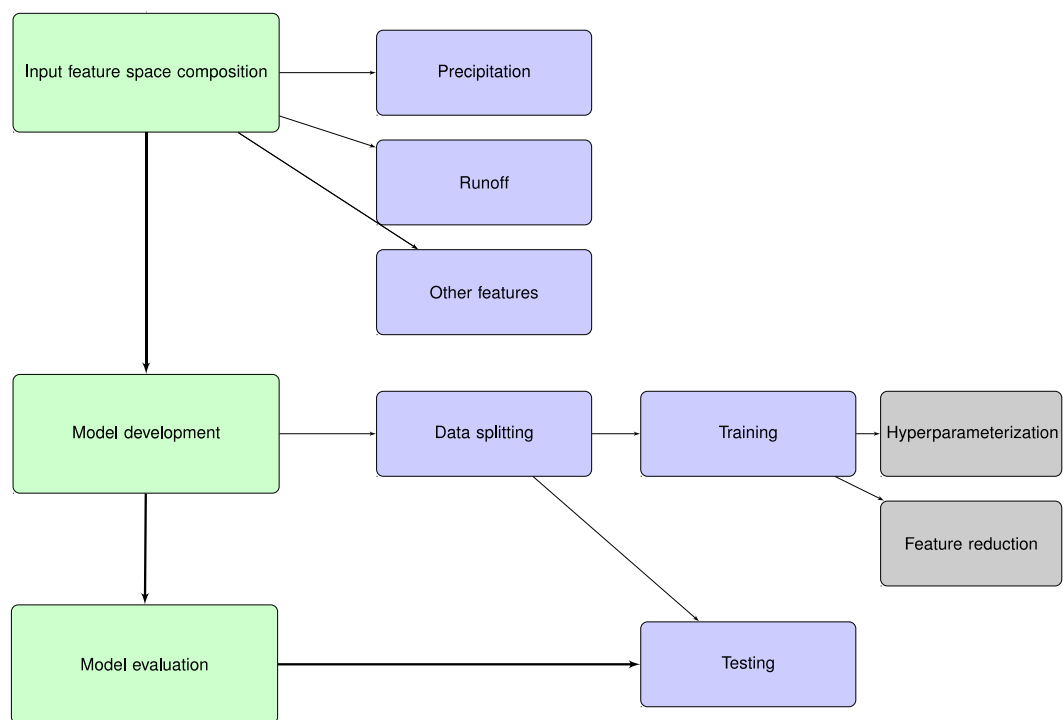 Input feature space composition
Precipitation
Runoff
Other features
Model development
Data splitting
Training
Hyperparameterization
Feature reduction
Model evaluation
Testing